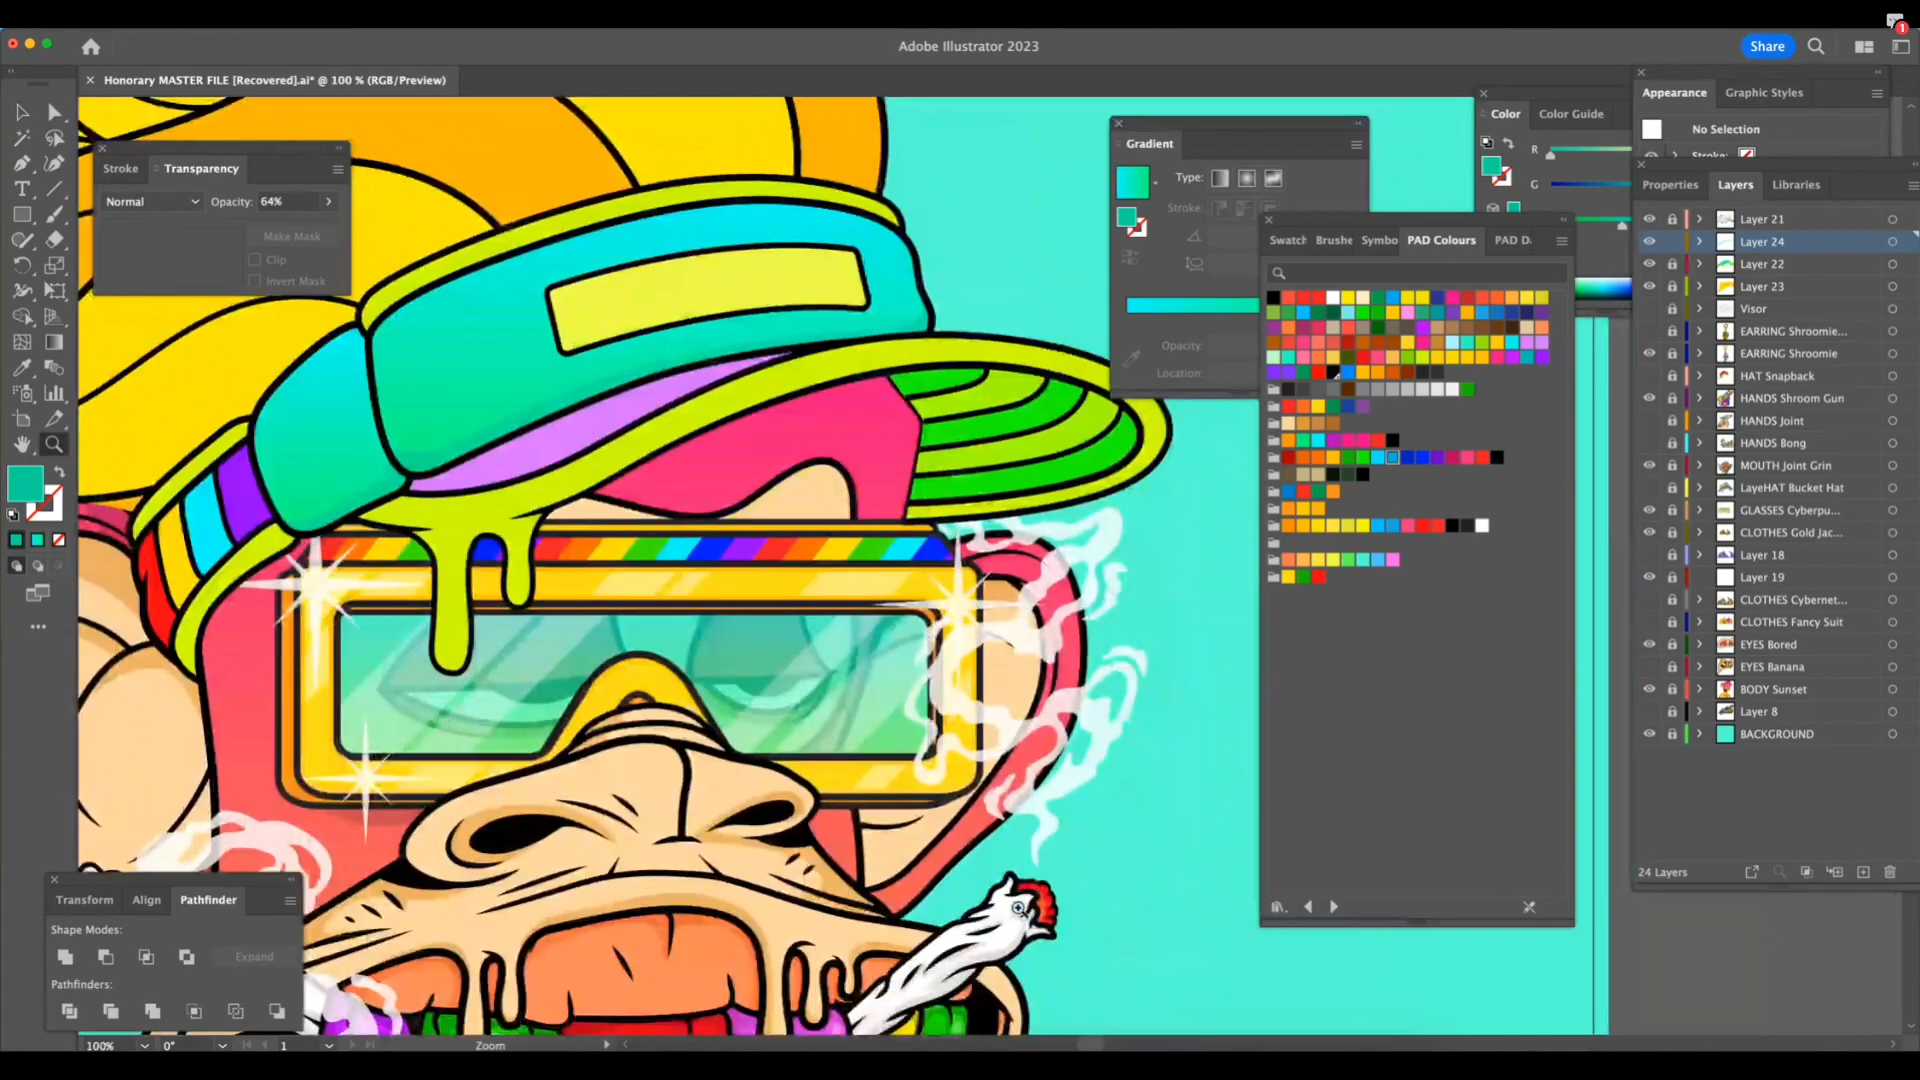 1
Adobe Illustrator 2023
Share
Honorary MASTER FILE [Recovered].ai* @ 100 % (RGB/Preview)
Appearance
Graphic Styles
No Selection
Stroke:
Color
Color Guide
R
G
Stroke
Transparency
Normal
Opacity:
64%
Make Mask
Clip
Invert Mask
Gradient
Type:
Stroke:
Opacity:
Location:
Swatch
Brushe
Symbo
PAD Colours
PAD D
Properties
Layers
Libraries
Layer 21
Layer 24
Layer 22
Layer 23
Visor
EARRING Shroomie...
EARRING Shroomie
HAT Snapback
HANDS Shroom Gun
HANDS Joint
HANDS Bong
MOUTH Joint Grin
LayeHAT Bucket Hat
GLASSES Cyberpu...
CLOTHES Gold Jac...
Layer 18
Layer 19
CLOTHES Cybernet...
CLOTHES Fancy Suit
EYES Bored
EYES Banana
BODY Sunset
Layer 8
BACKGROUND
24 Layers
Transform
Align
Pathfinder
Shape Modes:
Expand
Pathfinders:
100%
0°
1
Zoom